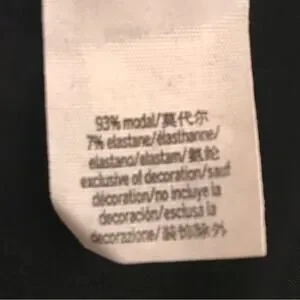 93% modal/莫代尔
7% elastane/élasthanne/
elastano/elastam/氨纶
exclusive of decoration/sauf
décoration/no incluye la
decoración/esclusa la
decorazione/装饰除外